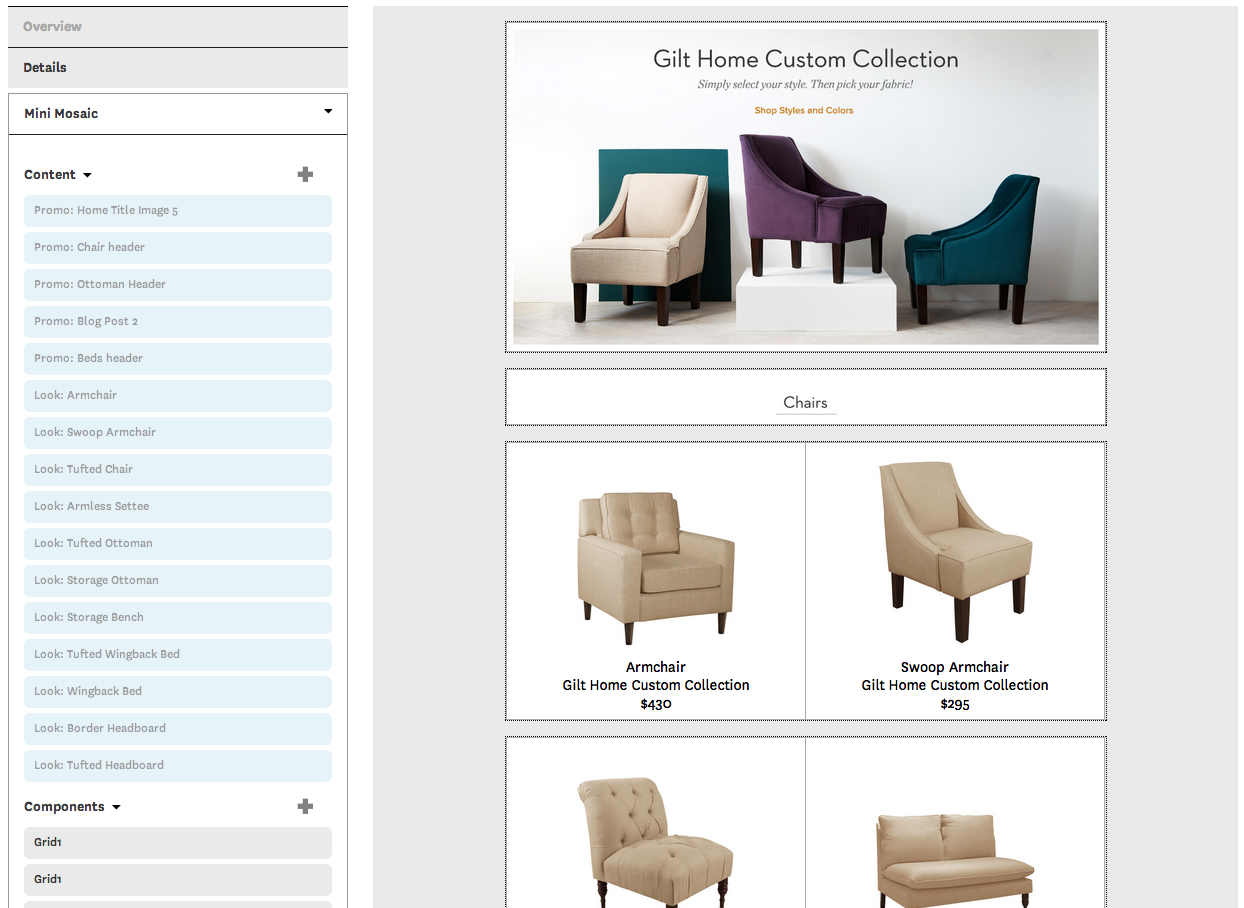 Overview
Details
Mini Mosaic
Content
Promo: Home Title Image 5
Promo: Chair header
Promo: Ottoman Header
Promo: Blog Post 2
Promo: Beds header
Look: Armchair
Look: Swoop Armchair
Look: Tufted Chair
Look: Armless Settee
Look: Tufted Ottoman
Look: Storage Ottoman
Look: Storage Bench
Look: Tufted Wingback Bed
Look: Wingback Bed
Look: Border Headboard
Look: Tufted Headboard
Components
Grid1
Grid1
Gilt Home Custom Collection
Simply select your style. Then pick your fabric!
Shop Styles and Colors
Chairs
Armchair
Gilt Home Custom Collection
$430
Swoop Armchair
Gilt Home Custom Collection
$295